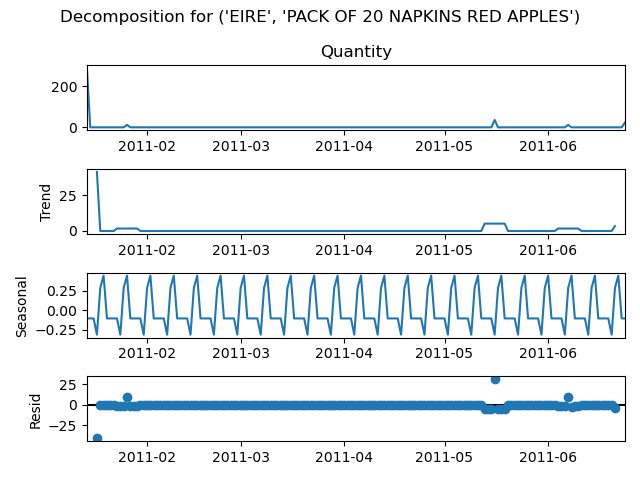 Decomposition for ('EIRE', 'PACK OF 20 NAPKINS RED APPLES')
Quantity
200
0
2011-02 2011-03 2011-04 2011-05 2011-06
Trend
25
0
2011-02 2011-03 2011-04 2011-05 2011-06
Seasonal
0.25
0.00
−0.25
2011-02 2011-03 2011-04 2011-05 2011-06
Resid
25
0
−25
2011-02 2011-03 2011-04 2011-05 2011-06